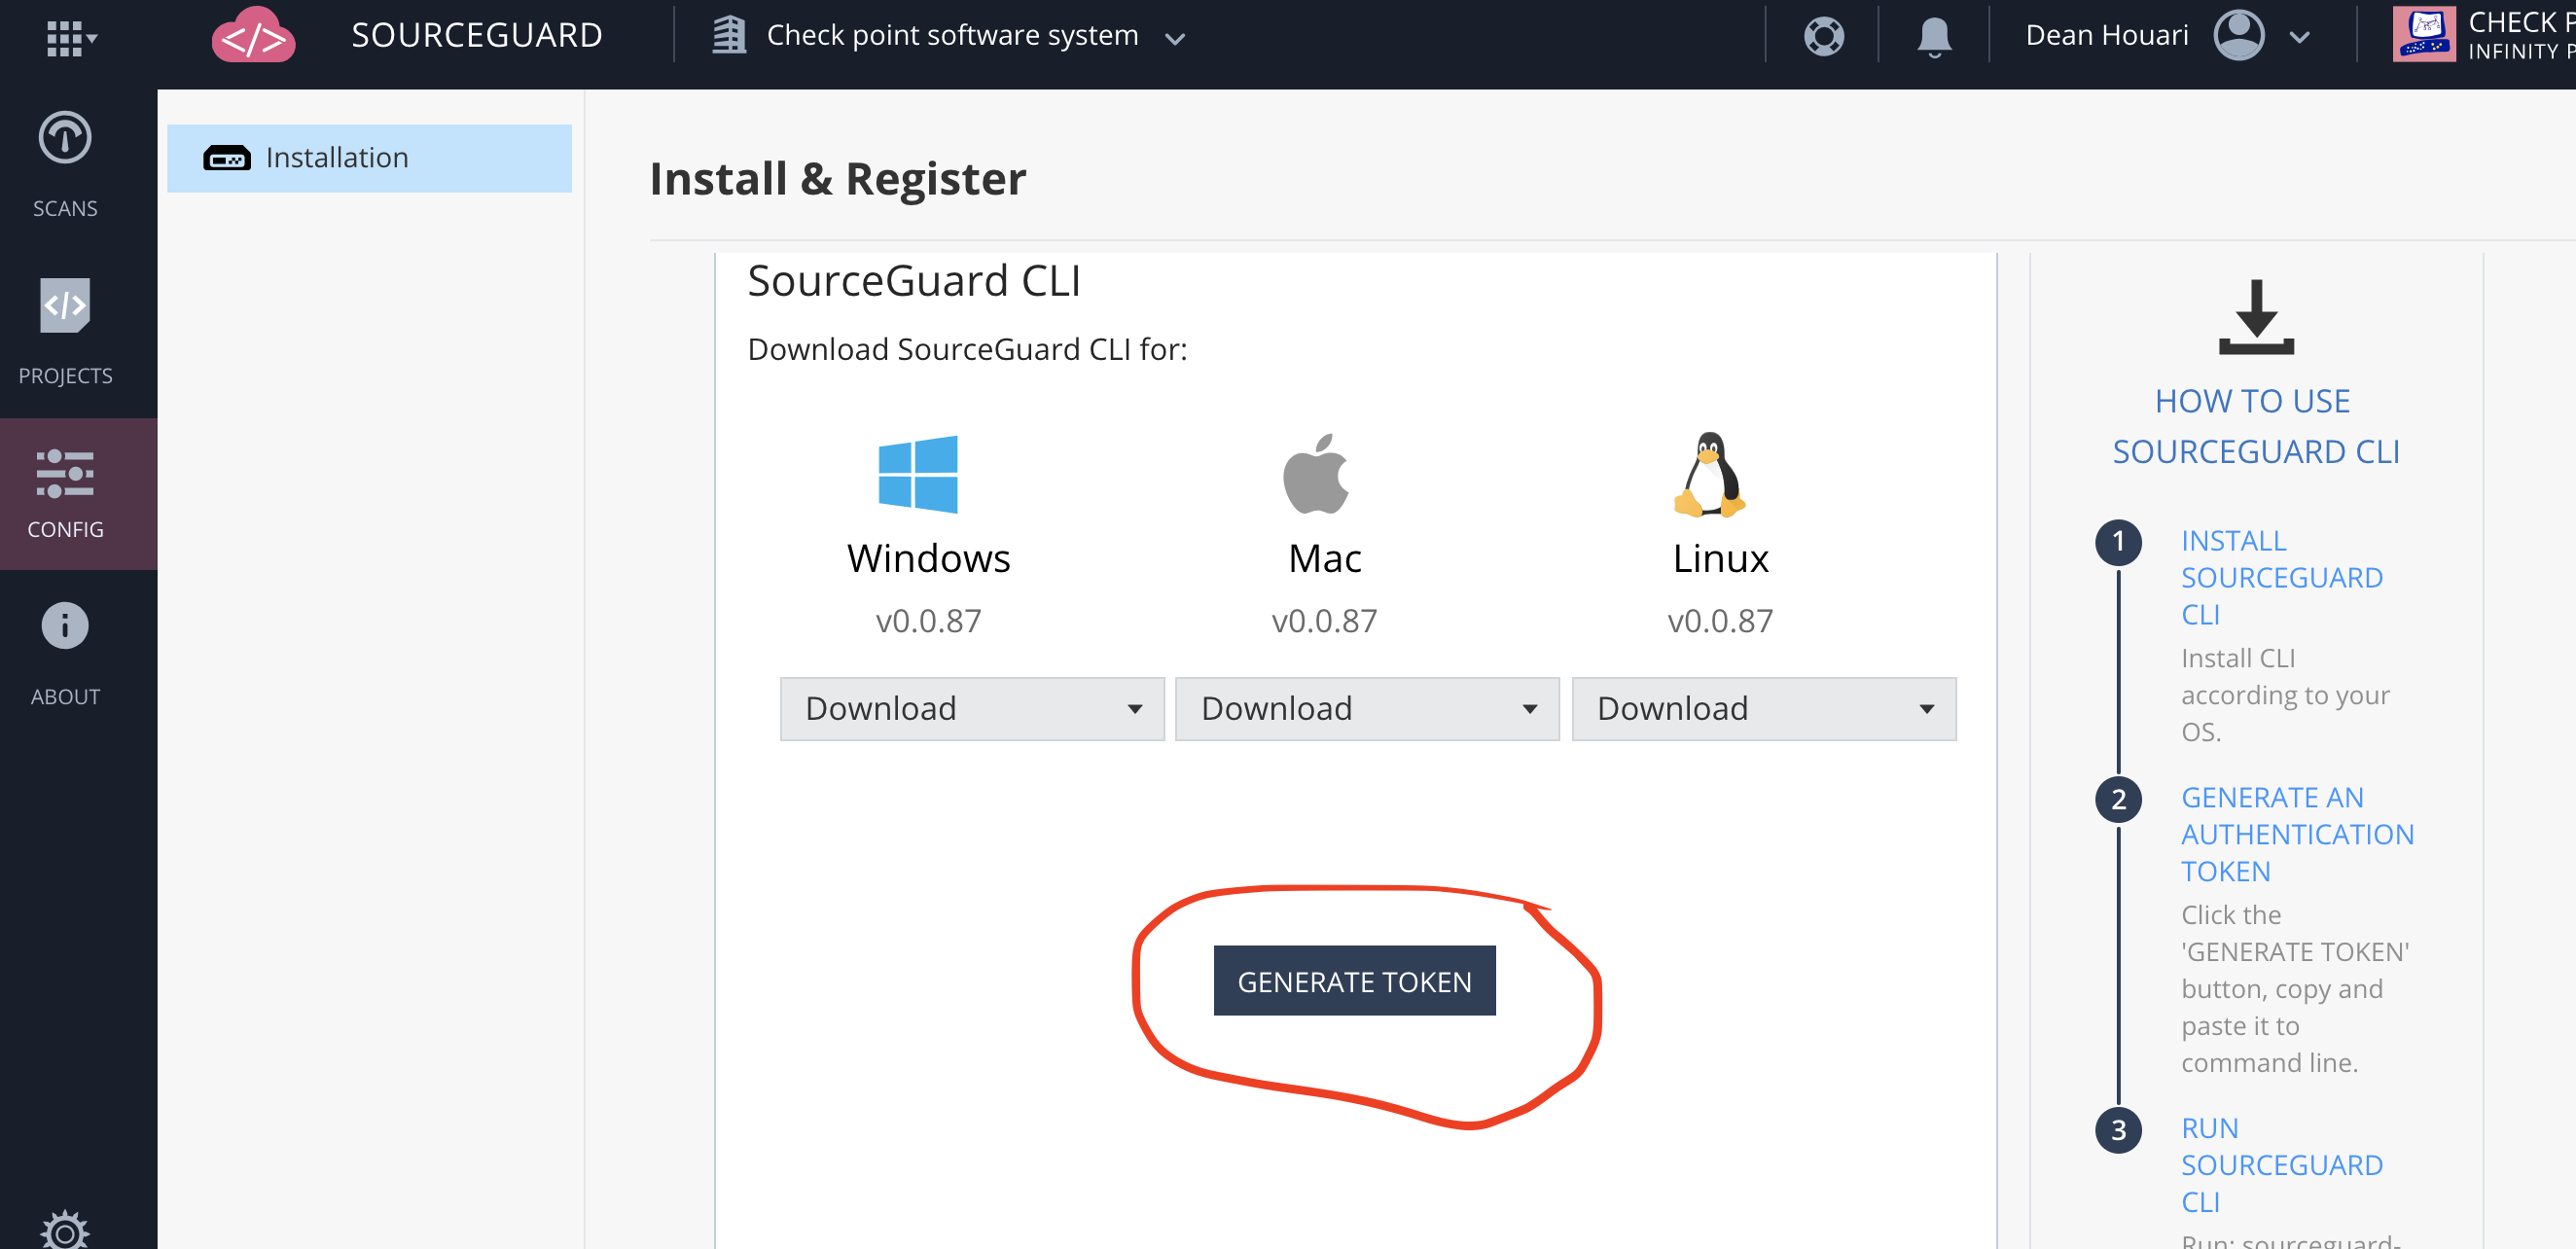 SOURCEGUARD
Check point software system
Dean Houari
CHECK P
INFINITY P
SCANS
PROJECTS
CONFIG
ABOUT
Installation
Install & Register
SourceGuard CLI
Download SourceGuard CLI for:
Windows
Mac
Linux
v0.0.87
v0.0.87
v0.0.87
Download
Download
Download
GENERATE TOKEN
HOW TO USE
SOURCEGUARD CLI
1
INSTALL
SOURCEGUARD
CLI
Install CLI
according to your
OS.
2
GENERATE AN
AUTHENTICATION
TOKEN
Click the
'GENERATE TOKEN'
button, copy and
paste it to
command line.
3
RUN
SOURCEGUARD
CLI
Run: sourceguard-